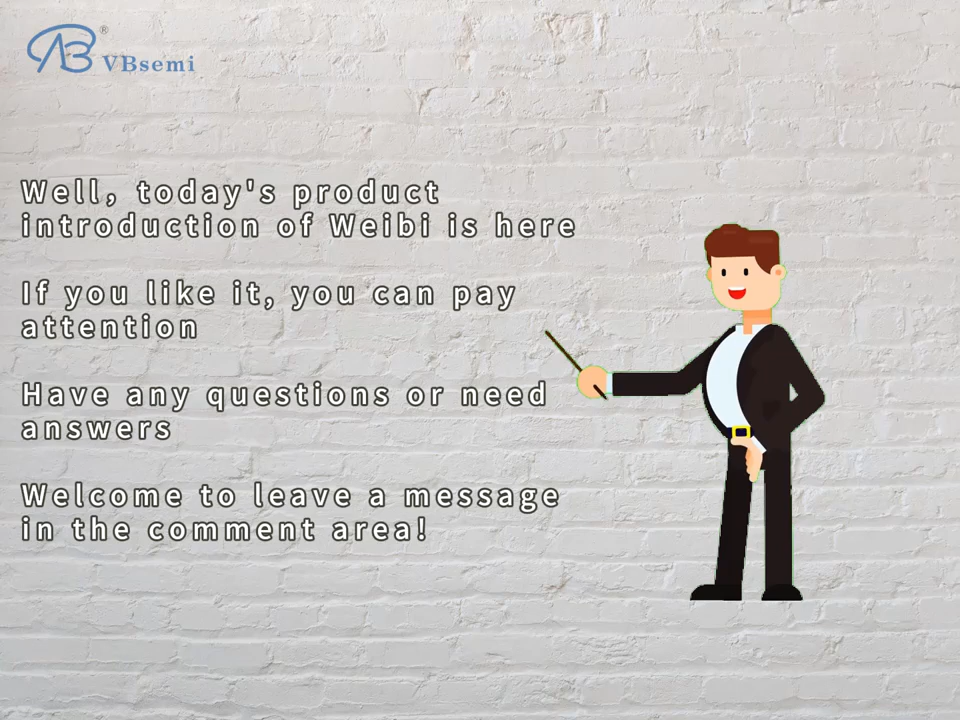 VBsemi
Well, today's product
introduction of Weibi is here
If you like it, you can pay
attention
Have any questions or need
answers
Welcome to leave a message
in the comment area!